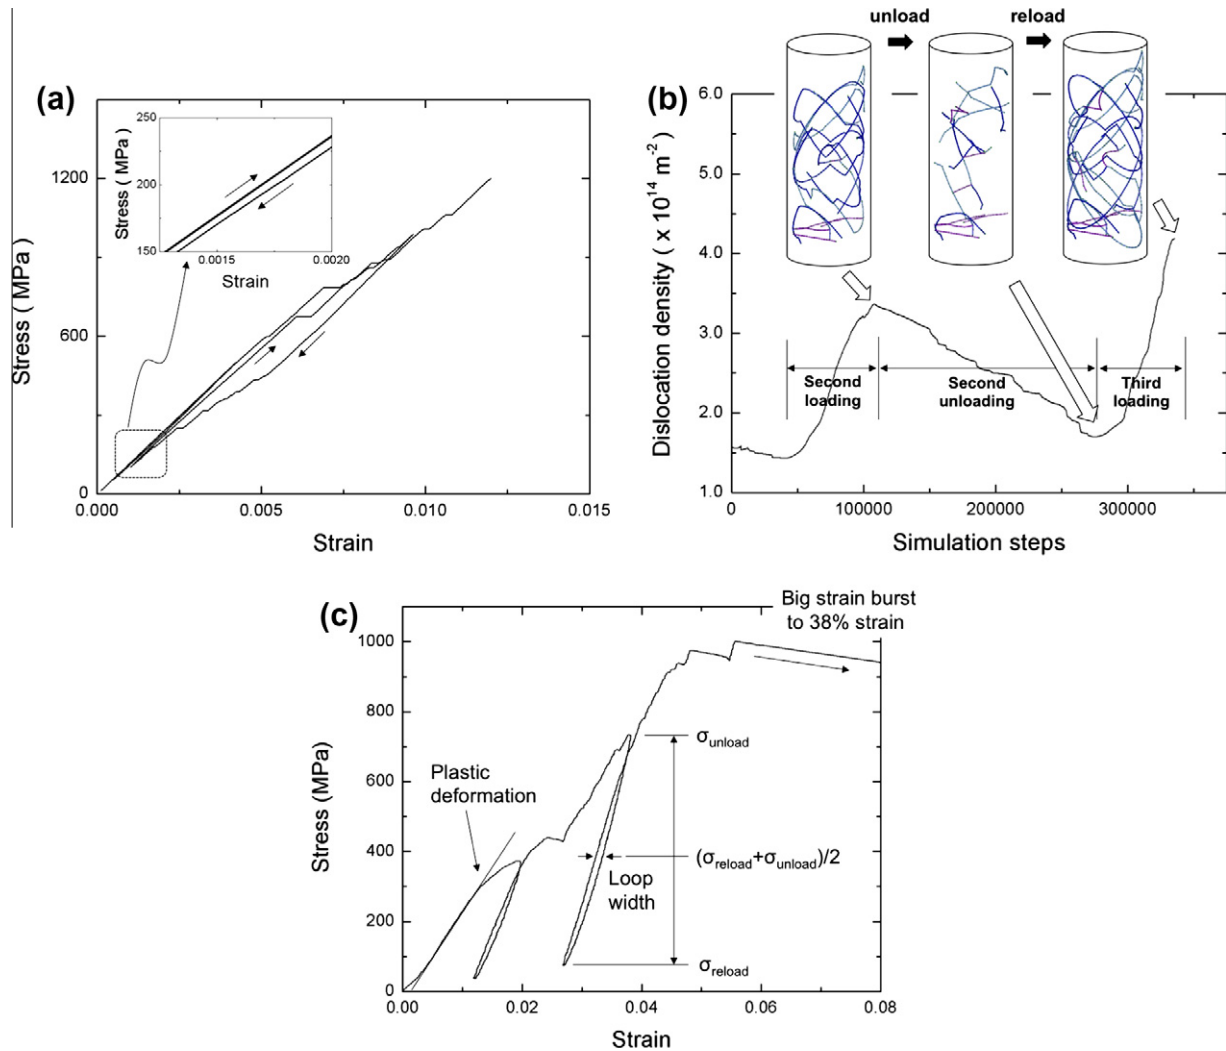 (a)
Stress ( MPa)
1200
600
0
0.000
0.005
0.010
0.015
Strain
Stress ( MPa)
250
200
150
0.0015
0.0020
Strain
unload
reload
(b)
Dislocation density ( x 10¹⁴ m⁻²)
6.0
5.0
4.0
3.0
2.0
1.0
Second
loading
Second
unloading
Third
loading
0
100000
200000
300000
Simulation steps
(c)
Big strain burst
to 38% strain
Stress (MPa)
1000
800
600
400
200
0
Plastic
deformation
σunload
(σreload+σunload)/2
Loop
width
σreload
0.00
0.02
0.04
0.06
0.08
Strain